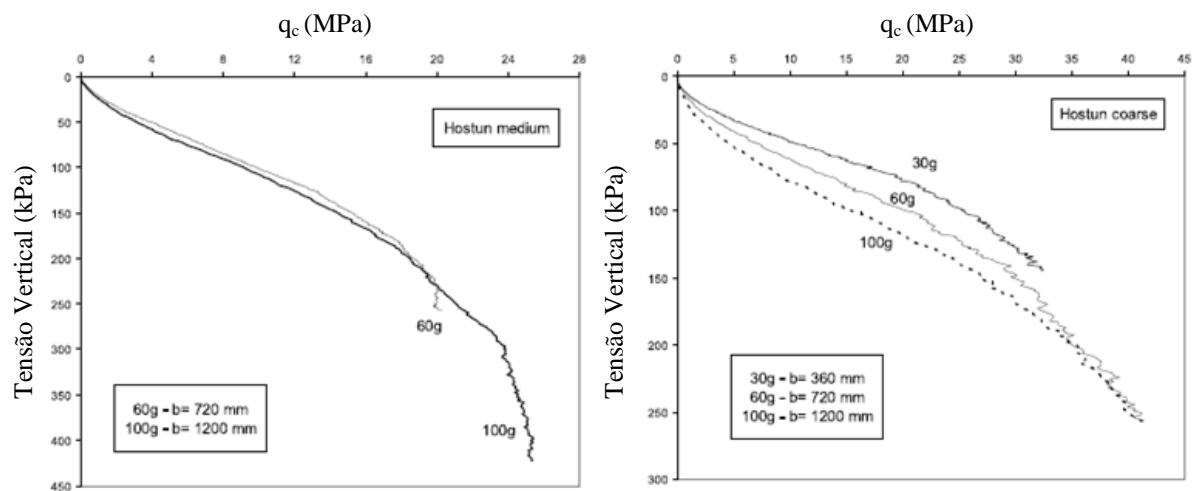 q_c (MPa)
0 4 8 12 16 20 24 28
Tensão Vertical (kPa)
0
50
100
150
200
250
300
350
400
450
Hostun medium
60g
100g
60g - b= 720 mm
100g - b= 1200 mm
q_c (MPa)
0 5 10 15 20 25 30 35 40 45
Tensão Vertical (kPa)
0
50
100
150
200
250
300
Hostun coarse
30g
60g
100g
30g - b= 360 mm
60g - b= 720 mm
100g - b= 1200 mm